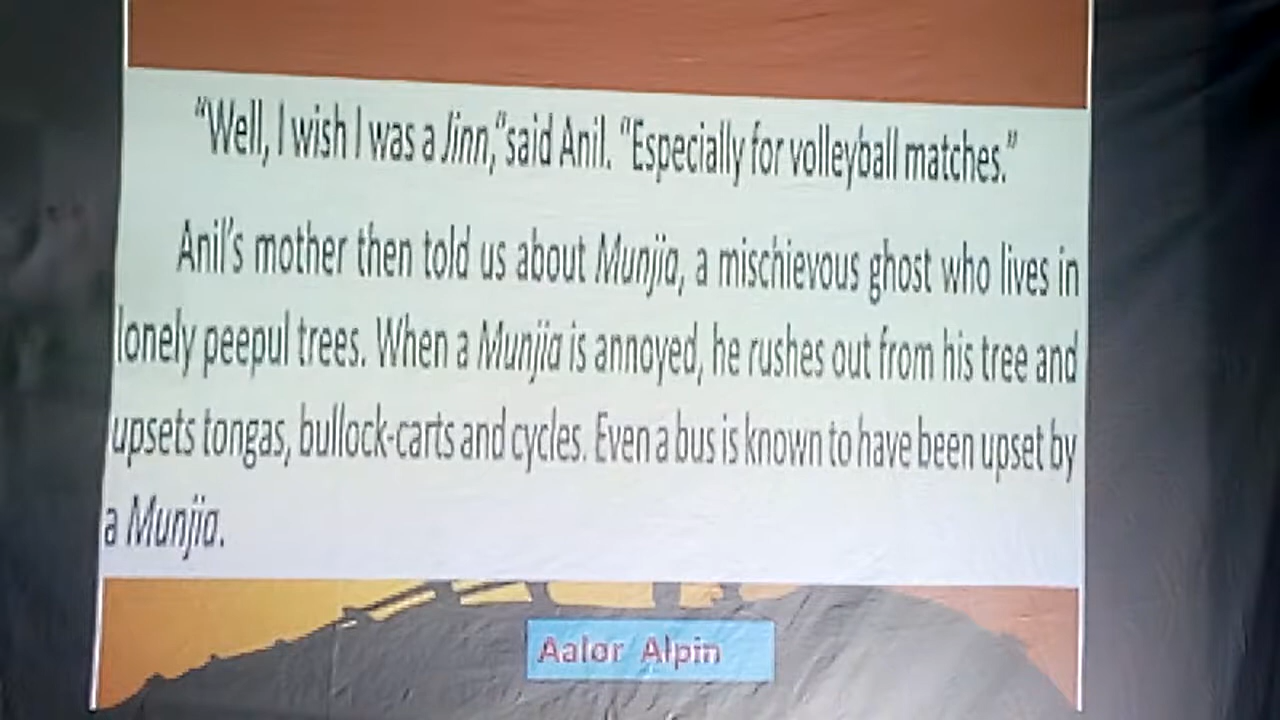 “Well, I wish I was a Jinn,”said Anil. “Especially for volleyball matches.”
Anil’s mother then told us about Munjia, a mischievous ghost who lives in
lonely peepul trees. When a Munjia is annoyed, he rushes out from his tree and
upsets tongas, bullock-carts and cycles. Even a bus is known to have been upset by
a Munjia.
Aalor Alpin